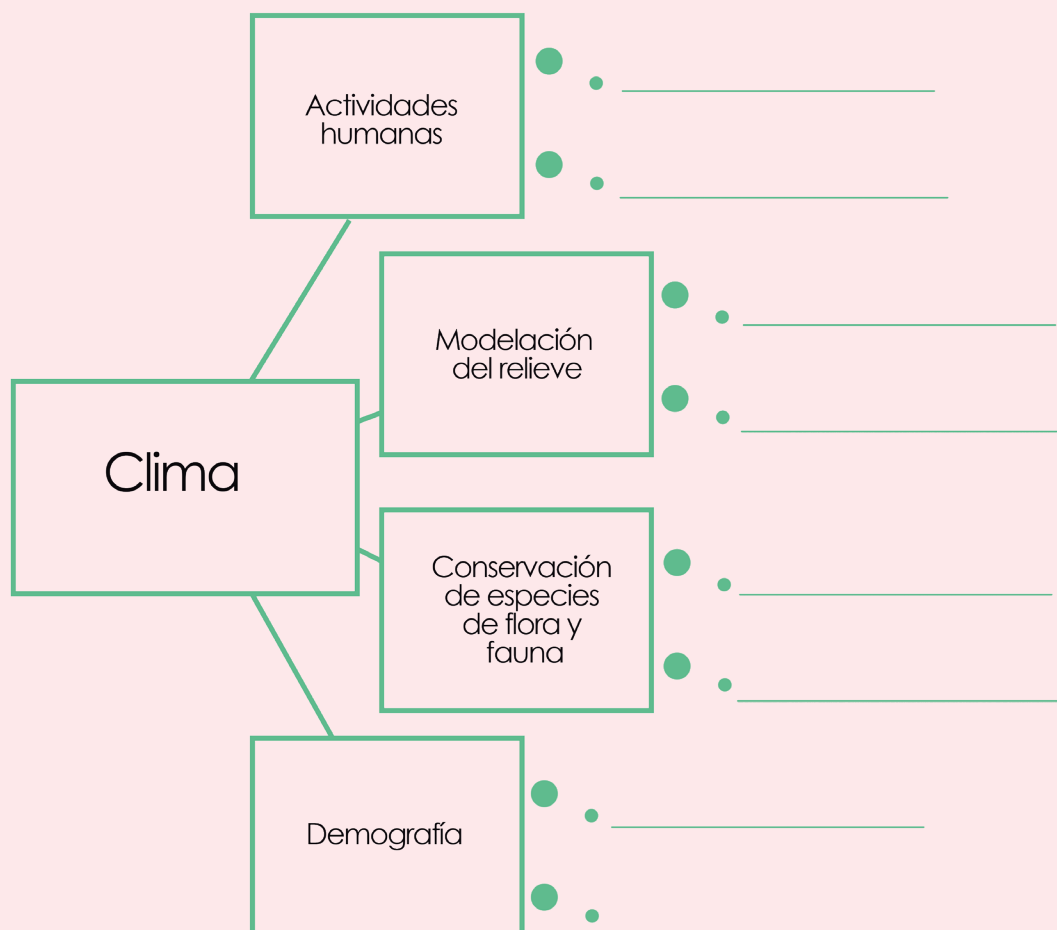 Actividades
humanas
Modelación
del relieve
Clima
Conservación
de especies
de flora y
fauna
Demografía